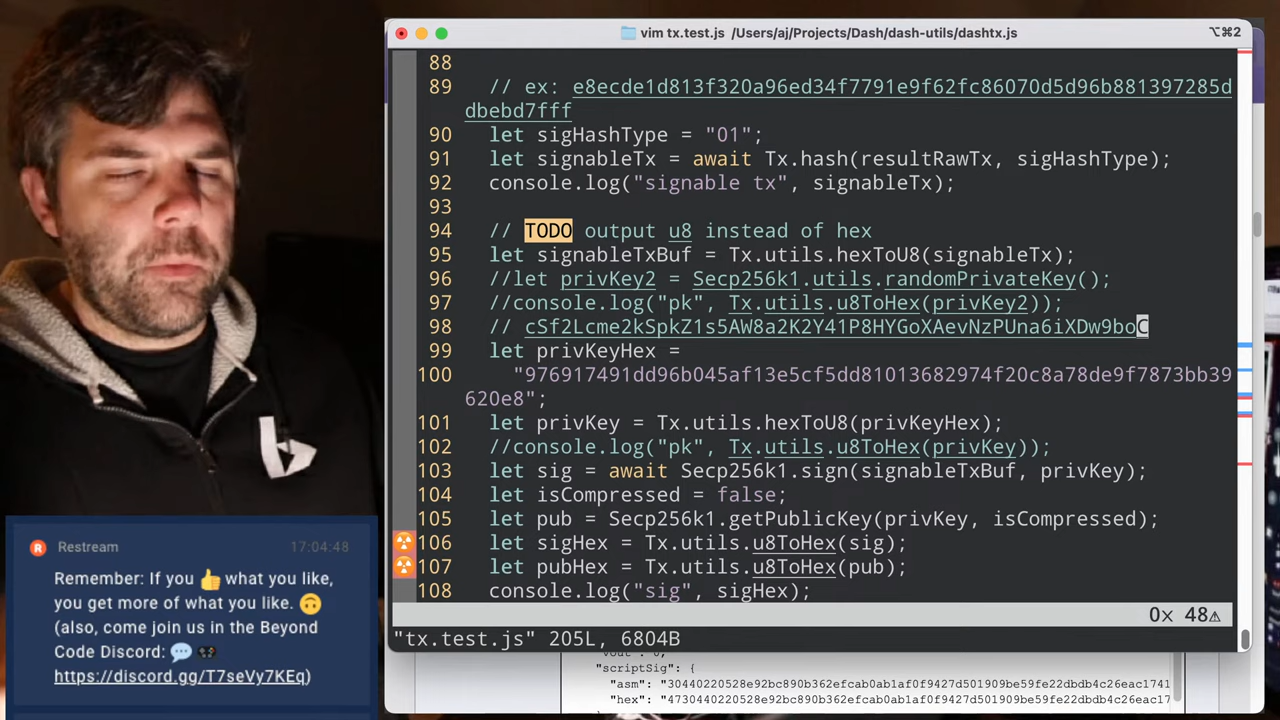 vim tx.test.js /Users/aj/Projects/Dash/dash-utils/dashtx.js
⌥⌘2
88
89 // ex: e8ecde1d813f320a96ed34f7791e9f62fc86070d5d96b881397285d
dbebd7fff
90 let sigHashType = "01";
91 let signableTx = await Tx.hash(resultRawTx, sigHashType);
92 console.log("signable tx", signableTx);
93
94 // TODO output u8 instead of hex
95 let signableTxBuf = Tx.utils.hexToU8(signableTx);
96 //let privKey2 = Secp256k1.utils.randomPrivateKey();
97 //console.log("pk", Tx.utils.u8ToHex(privKey2));
98 // cSf2Lcme2kSpkZ1s5AW8a2K2Y41P8HYGoXAevNzPUna6iXDw9boC
99 let privKeyHex =
100 "976917491dd96b045af13e5cf5dd81013682974f20c8a78de9f7873bb39
620e8";
101 let privKey = Tx.utils.hexToU8(privKeyHex);
102 //console.log("pk", Tx.utils.u8ToHex(privKey));
103 let sig = await Secp256k1.sign(signableTxBuf, privKey);
104 let isCompressed = false;
105 let pub = Secp256k1.getPublicKey(privKey, isCompressed);
106 let sigHex = Tx.utils.u8ToHex(sig);
107 let pubHex = Tx.utils.u8ToHex(pub);
108 console.log("sig", sigHex);
0× 48⚠
"tx.test.js" 205L, 6804B
"scriptSig": {
"asm": "30440220528e92bc890b362efcab0ab1af0f9427d501909be59fe22dbdb4c26eac1741
"hex": "4730440220528e92bc890b362efcab0ab1af0f9427d501909be59fe22dbdb4c26eac17
R Restream 17:04:48
Remember: If you 👍 what you like,
you get more of what you like. 🙃
(also, come join us in the Beyond
Code Discord: 💬 🎮
https://discord.gg/T7seVy7KEq)